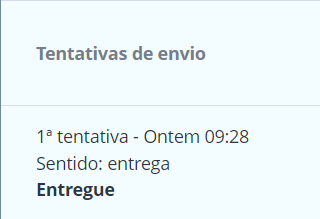 Tentativas de envio
1ª tentativa - Ontem 09:28
Sentido: entrega
Entregue